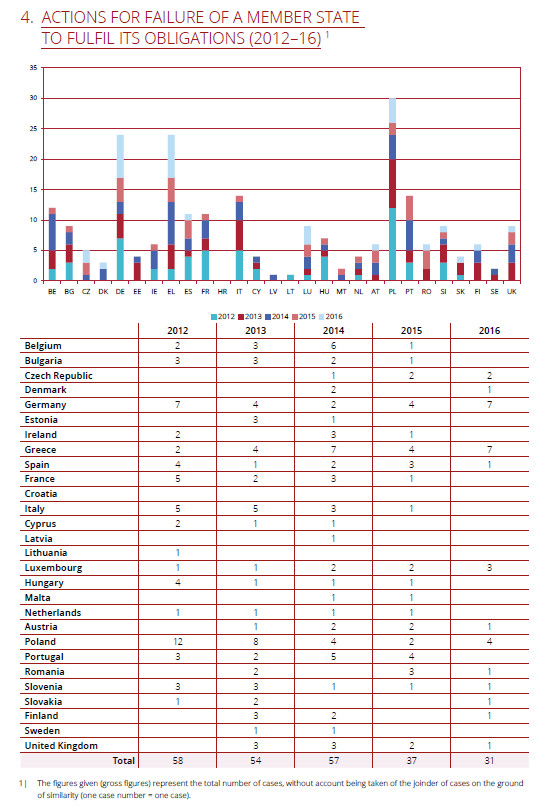 4. ACTIONS FOR FAILURE OF A MEMBER STATE
TO FULFIL ITS OBLIGATIONS (2012–16) 1
35
30
25
20
15
10
5
0
BE BG CZ DK DE EE IE EL ES FR HR IT CY LV LT LU HU MT NL AT PL PT RO SI SK FI SE UK
2012 2013 2014 2015 2016
2012 2013 2014 2015 2016
Belgium 2 3 6 1
Bulgaria 3 3 2 1
Czech Republic 1 2 2
Denmark 2 1
Germany 7 4 2 4 7
Estonia 3 1
Ireland 2 3 1
Greece 2 4 7 4 7
Spain 4 1 2 3 1
France 5 2 3 1
Croatia
Italy 5 5 3 1
Cyprus 2 1 1
Latvia 1
Lithuania 1
Luxembourg 1 1 2 2 3
Hungary 4 1 1 1
Malta 1 1
Netherlands 1 1 1 1
Austria 1 2 2 1
Poland 12 8 4 2 4
Portugal 3 2 5 4
Romania 2 3 1
Slovenia 3 3 1 1 1
Slovakia 1 2 1
Finland 3 2 1
Sweden 1 1
United Kingdom 3 3 2 1
Total 58 54 57 37 31
1| The figures given (gross figures) represent the total number of cases, without account being taken of the joinder of cases on the ground
of similarity (one case number = one case).